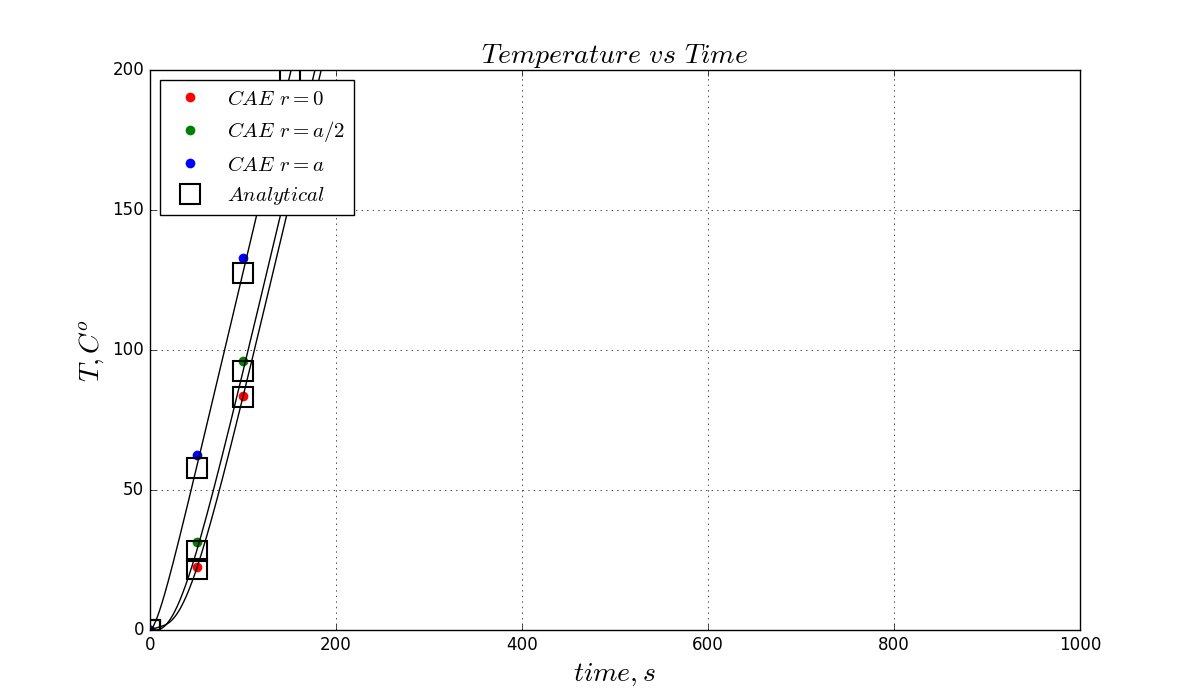 Temperature vs Time
200
150
100
50
0
CAE r = 0
CAE r = a/2
CAE r = a
Analytical
T, C^o
0 200 400 600 800 1000
time, s